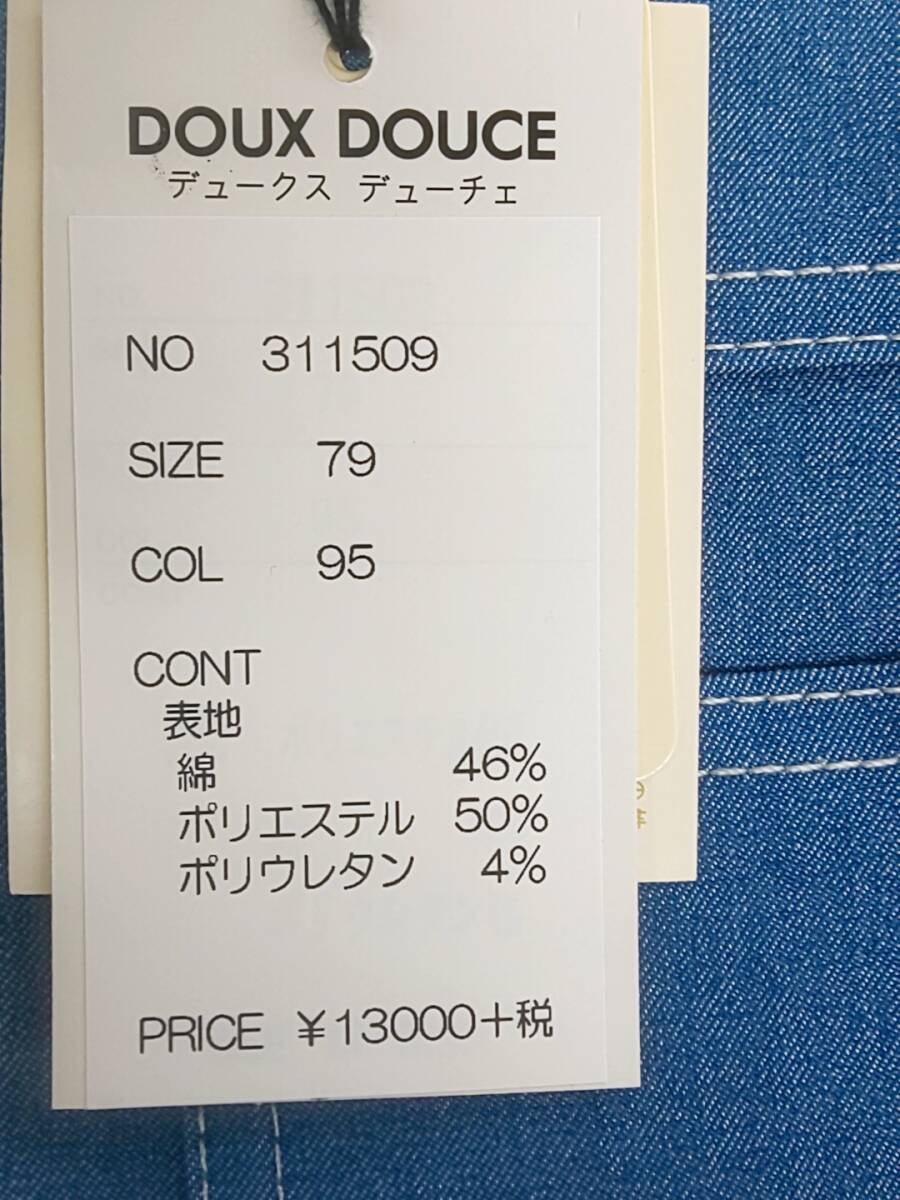 DOUX DOUCE
デュークス デューチェ
NO 311509
SIZE 79
COL 95
CONT
表地
綿 46%
ポリエステル 50%
ポリウレタン 4%
PRICE ¥13000+税